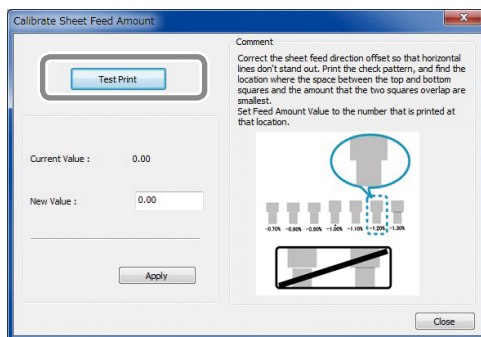 Calibrate Sheet Feed Amount
Test Print
Current Value :
0.00
New Value :
0.00
Apply
Comment
Correct the sheet feed direction offset so that horizontal
lines don't stand out. Print the check pattern, and find the
location where the space between the top and bottom
squares and the amount that the two squares overlap are
smallest.
Set Feed Amount Value to the number that is printed at
that location.
-0.70% -0.80% -0.90% -1.00% -1.10% -1.20% -1.30%
Close